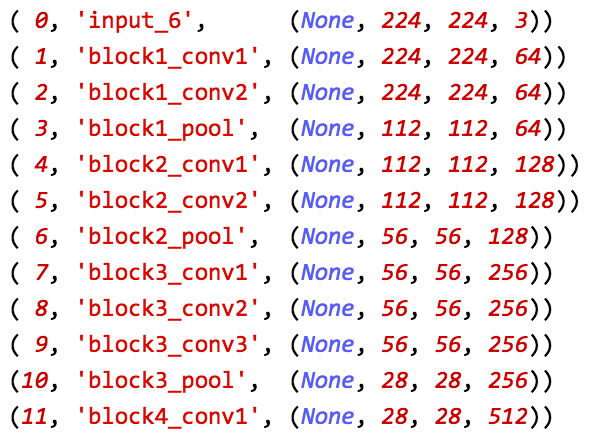 ( 0, 'input_6',      (None, 224, 224, 3))
( 1, 'block1_conv1', (None, 224, 224, 64))
( 2, 'block1_conv2', (None, 224, 224, 64))
( 3, 'block1_pool',  (None, 112, 112, 64))
( 4, 'block2_conv1', (None, 112, 112, 128))
( 5, 'block2_conv2', (None, 112, 112, 128))
( 6, 'block2_pool',  (None, 56, 56, 128))
( 7, 'block3_conv1', (None, 56, 56, 256))
( 8, 'block3_conv2', (None, 56, 56, 256))
( 9, 'block3_conv3', (None, 56, 56, 256))
(10, 'block3_pool',  (None, 28, 28, 256))
(11, 'block4_conv1', (None, 28, 28, 512))